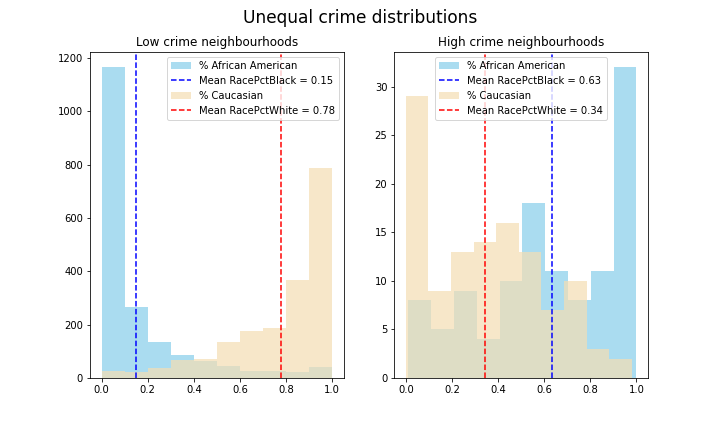 Unequal crime distributions
Low crime neighbourhoods
% African American
Mean RacePctBlack = 0.15
% Caucasian
Mean RacePctWhite = 0.78
1200
1000
800
600
400
200
0
0.0 0.2 0.4 0.6 0.8 1.0
High crime neighbourhoods
% African American
Mean RacePctBlack = 0.63
% Caucasian
Mean RacePctWhite = 0.34
30
25
20
15
10
5
0
0.0 0.2 0.4 0.6 0.8 1.0